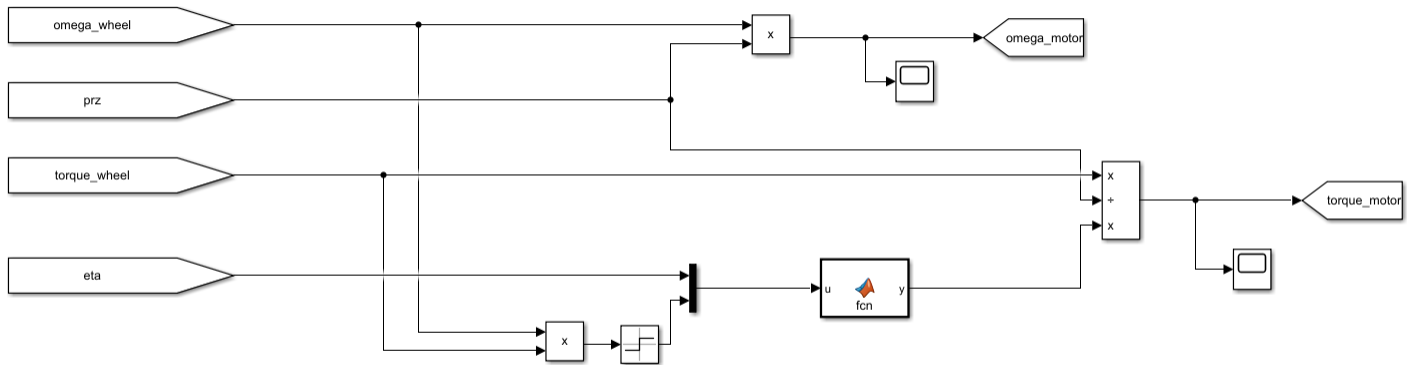 omega_wheel
x
omega_motor
prz
torque_wheel
x
÷
x
torque_motor
eta
u
y
fcn
x